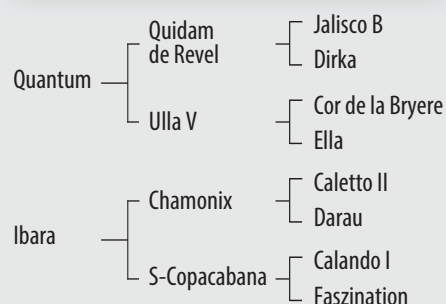 Quantum
Quidam
de Revel
Jalisco B
Dirka
Ulla V
Cor de la Bryere
Ella
Ibara
Chamonix
Caletto II
Darau
S-Copacabana
Calando I
Faszination